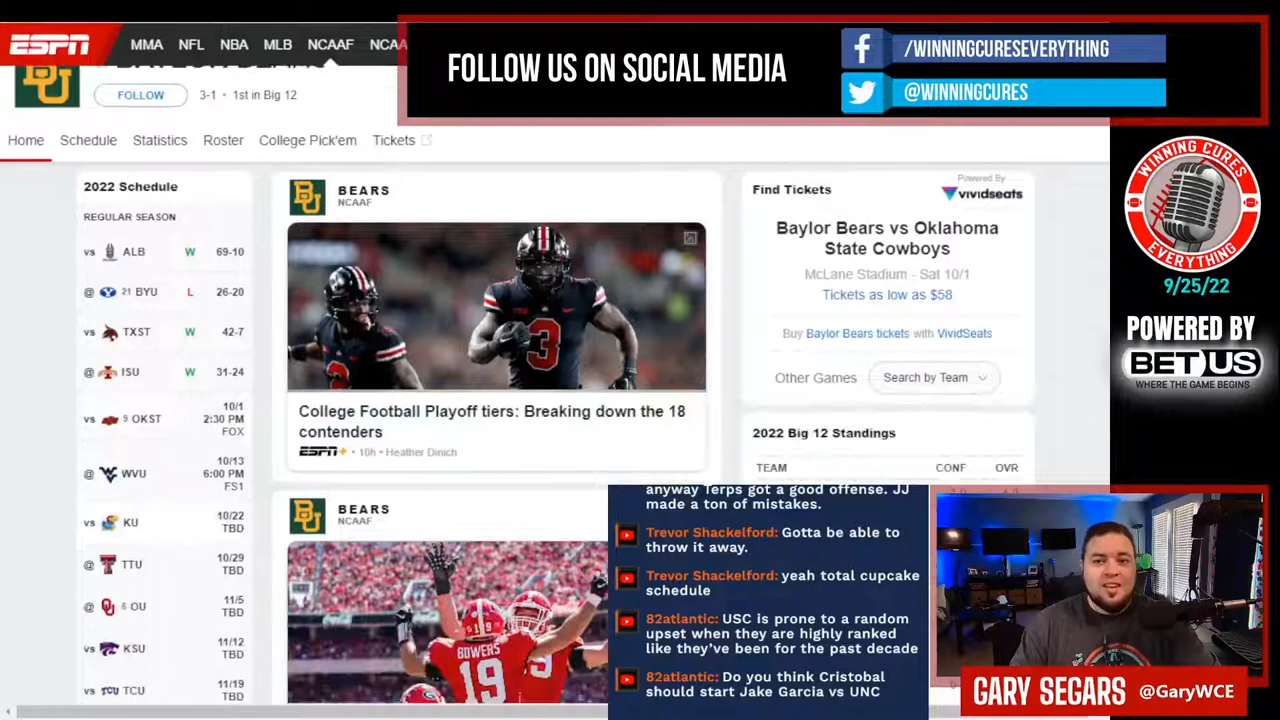 ESPN
MMA NFL NBA MLB NCAAF NCAA
FOLLOW US ON SOCIAL MEDIA
/WINNINGCURESEVERYTHING
@WINNINGCURES
BU
FOLLOW
3-1 • 1st in Big 12
Home Schedule Statistics Roster College Pick'em Tickets
2022 Schedule
REGULAR SEASON
vs ALB W 69-10
@ 21 BYU L 26-20
vs TXST W 42-7
@ ISU W 31-24
vs 9 OKST 10/1 2:30 PM FOX
@ WVU 10/13 6:00 PM FS1
vs KU 10/22 TBD
@ TTU 10/29 TBD
@ 6 OU 11/5 TBD
vs KSU 11/12 TBD
vs TCU TCU 11/19 TBD
BU
BEARS
NCAAF
3
College Football Playoff tiers: Breaking down the 18
contenders
ESPN+ • 10h • Heather Dinich
BU
BEARS
NCAAF
BOWERS
19
Find Tickets
Powered By
vividseats
Baylor Bears vs Oklahoma
State Cowboys
McLane Stadium - Sat 10/1
Tickets as low as $58
Buy Baylor Bears tickets with VividSeats
Other Games Search by Team
2022 Big 12 Standings
TEAM CONF OVR
anyway Terps got a good offense. JJ
made a ton of mistakes.
Trevor Shackelford: Gotta be able to
throw it away.
Trevor Shackelford: yeah total cupcake
schedule
82atlantic: USC is prone to a random
upset when they are highly ranked
like they've been for the past decade
82atlantic: Do you think Cristobal
should start Jake Garcia vs UNC
WINNING CURES
EVERYTHING
9/25/22
POWERED BY
BETUS
WHERE THE GAME BEGINS
GARY SEGARS @GaryWCE